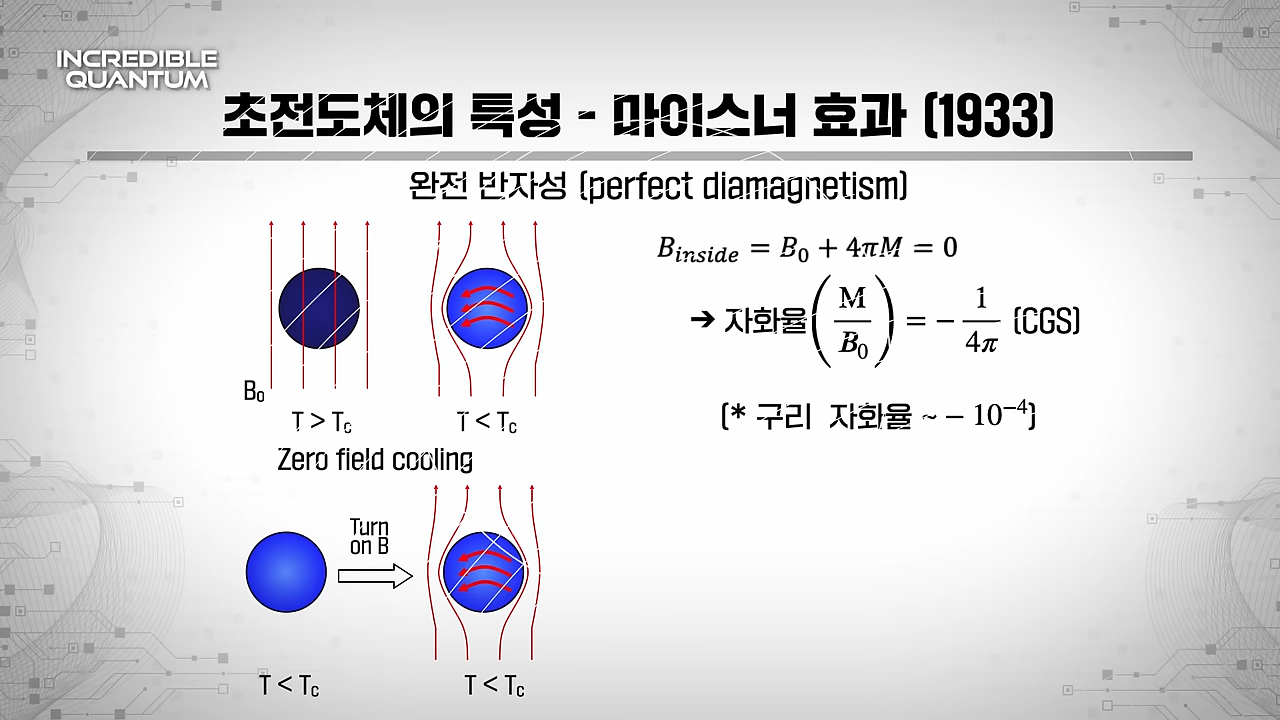 INCREDIBLE
QUANTUM
초전도체의 특성 - 마이스너 효과 (1933)
완전 반자성 (perfect diamagnetism)
B₀
T > Tc
T < Tc
Zero field cooling
Turn
on B
T < Tc
T < Tc
B_inside = B₀ + 4πM = 0
➔ 자화율(M/B₀) = − 1/4π (CGS)
(* 구리 자화율 ~ − 10⁻⁴)